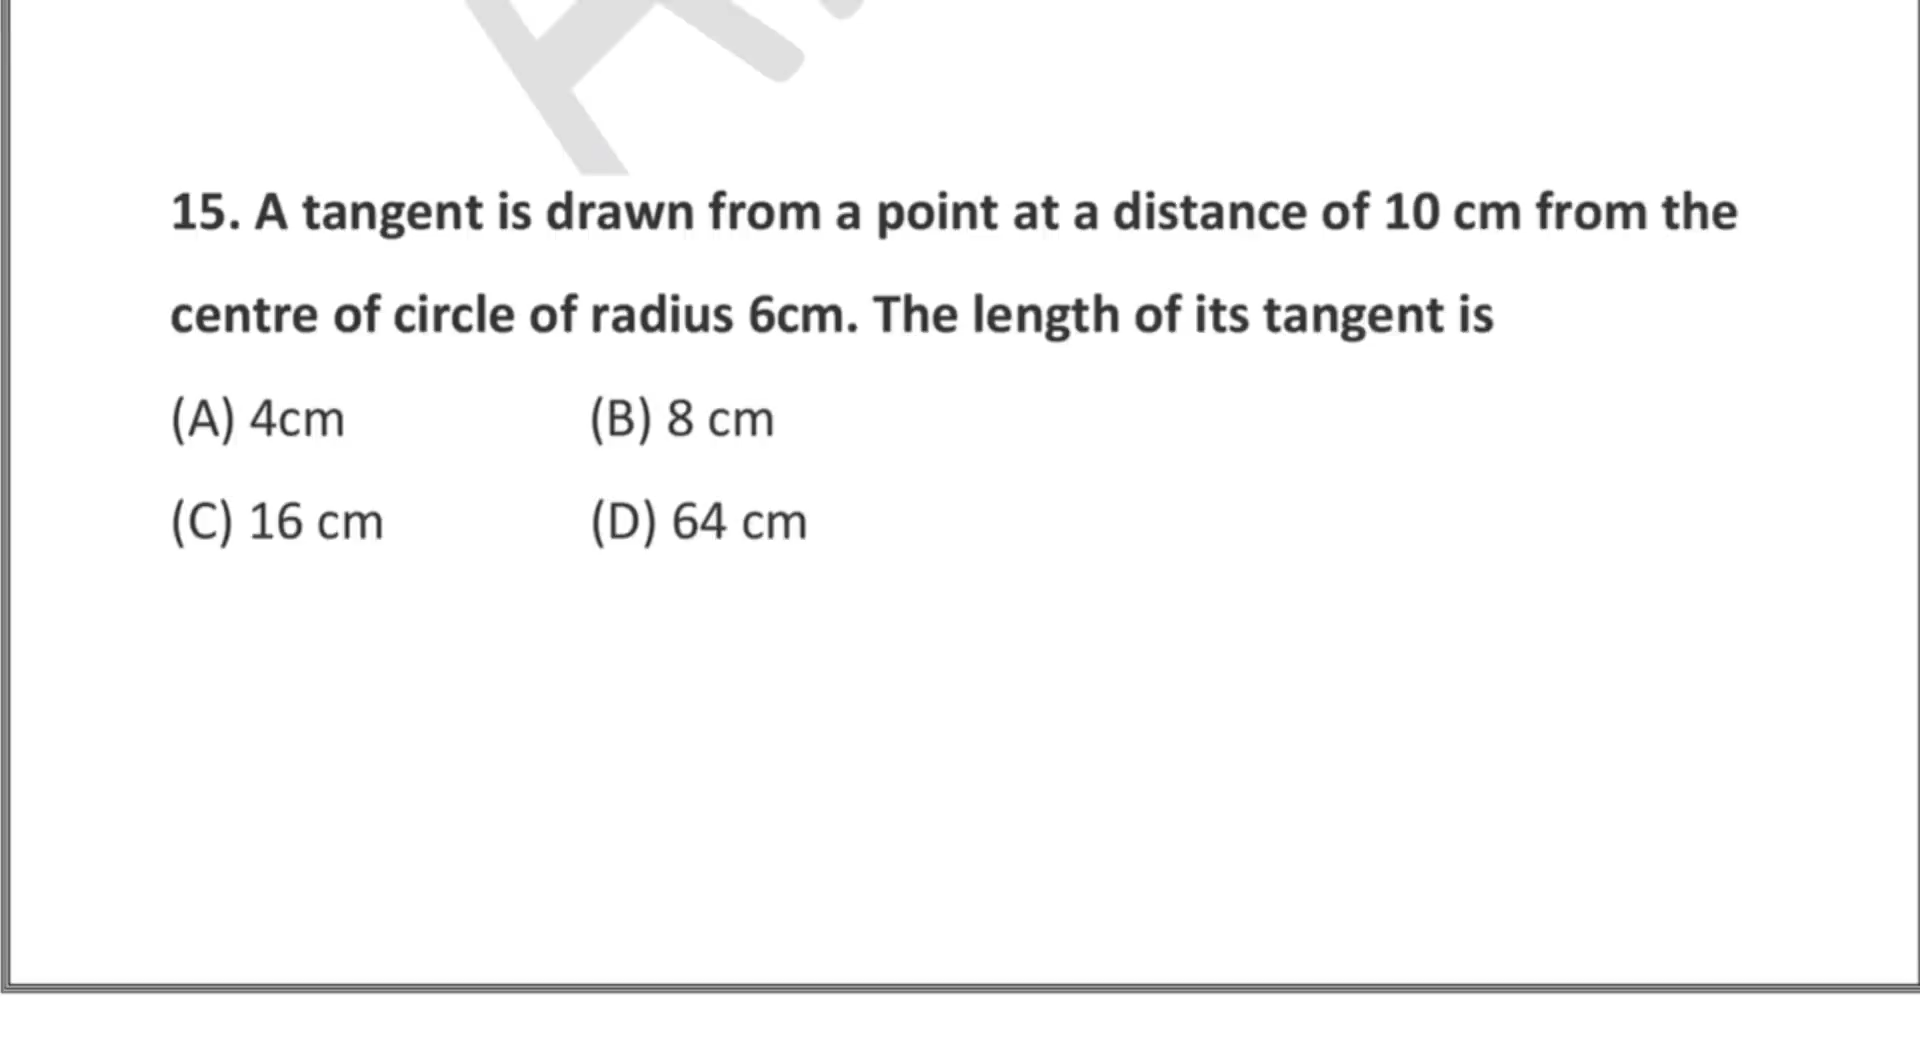 15. A tangent is drawn from a point at a distance of 10 cm from the
centre of circle of radius 6cm. The length of its tangent is
(A) 4cm (B) 8 cm
(C) 16 cm (D) 64 cm